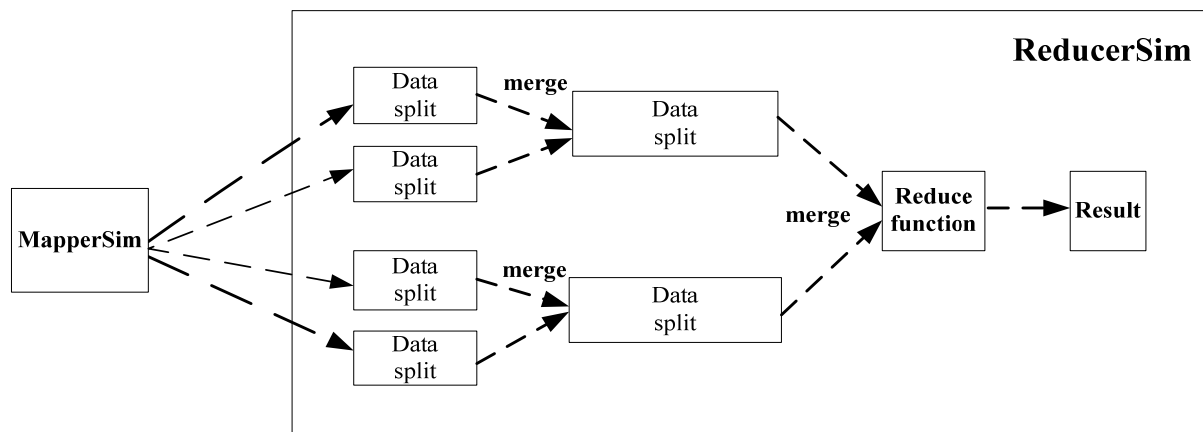 ReducerSim
Data
split
merge
Data
split
Data
split
MapperSim
merge
Reduce
function
Result
Data
split
merge
Data
split
Data
split